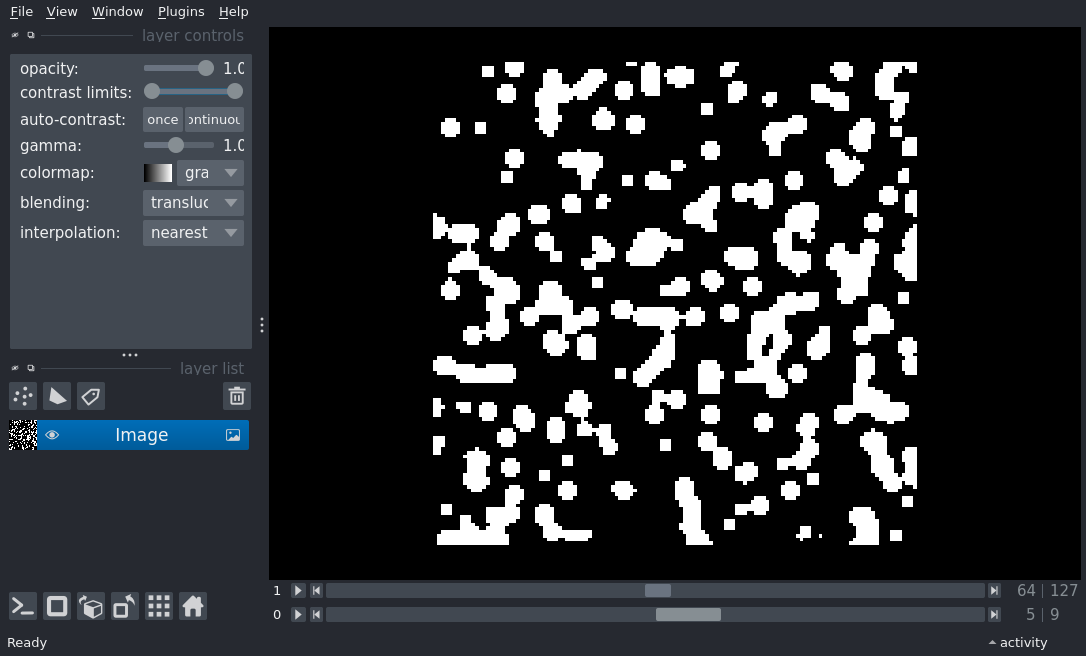 File View Window Plugins Help
layer controls
opacity: 1.0
contrast limits:
auto-contrast: once ontinuou
gamma: 1.0
colormap: gra
blending: transluc
interpolation: nearest
layer list
Image
1 64 | 127
0 5 | 9
Ready activity